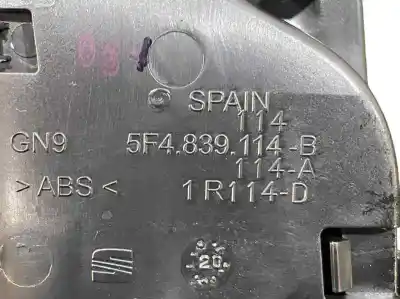 SPAIN
114
GN9 5F4.839.114-B
114-A
>ABS< 1R114-D
20